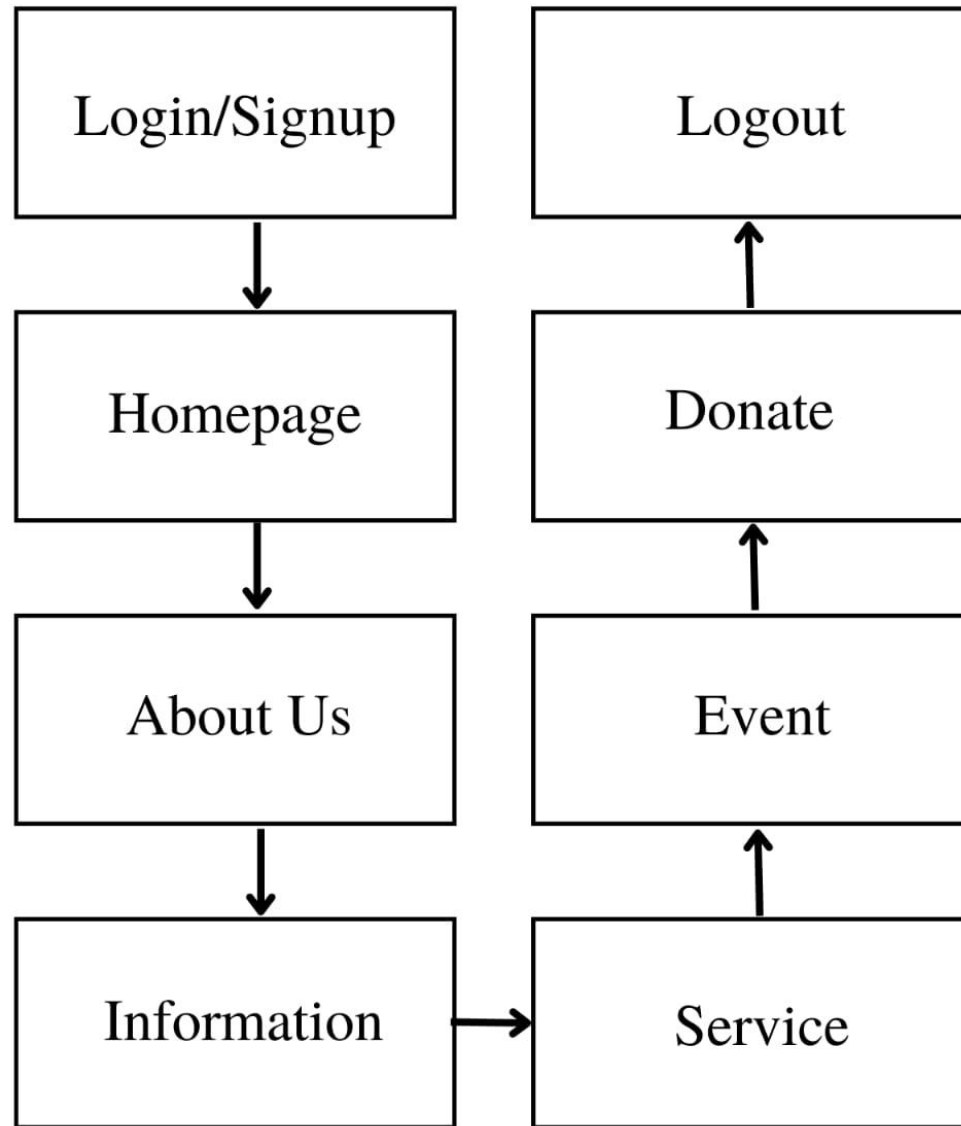 Login/Signup
Homepage
About Us
Information
Service
Event
Donate
Logout